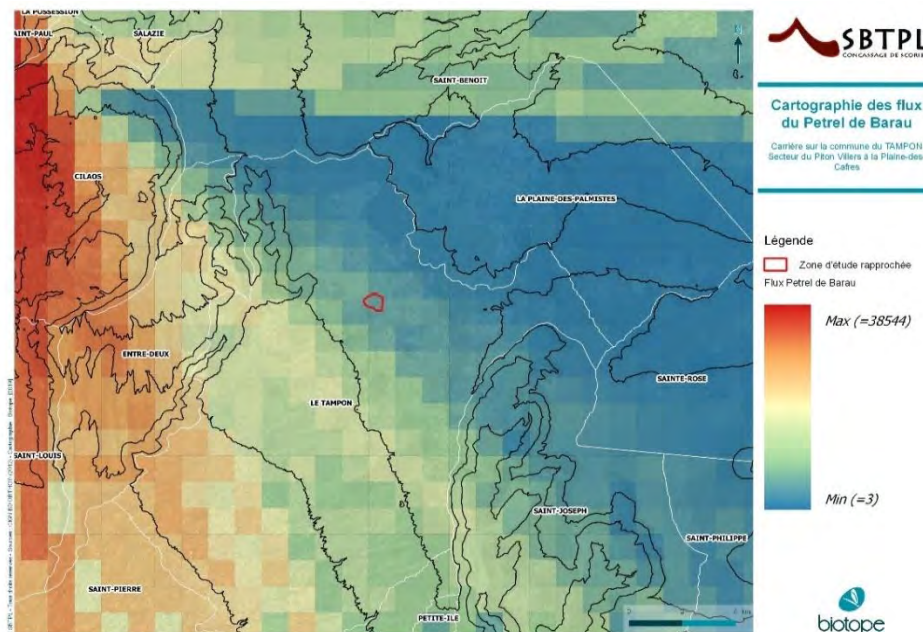 LA POSSESSION
SAINT-PAUL
SALAZIE
SAINT-BENOIT
CILAOS
LA PLAINE-DES-PALMISTES
ENTRE-DEUX
SAINTE-ROSE
LE TAMPON
SAINT-LOUIS
SAINT-JOSEPH
SAINT-PHILIPPE
SAINT-PIERRE
PETITE-ILE
SBTPL
CONCASSAGE DE SCORIE
Cartographie des flux
du Petrel de Barau
Carrière sur la commune du TAMPON
Secteur du Piton Villers à la Plaine-des-
Cafres
Légende
Zone d'étude rapprochée
Flux Petrel de Barau
Max (=38544)
Min (=3)
biotope